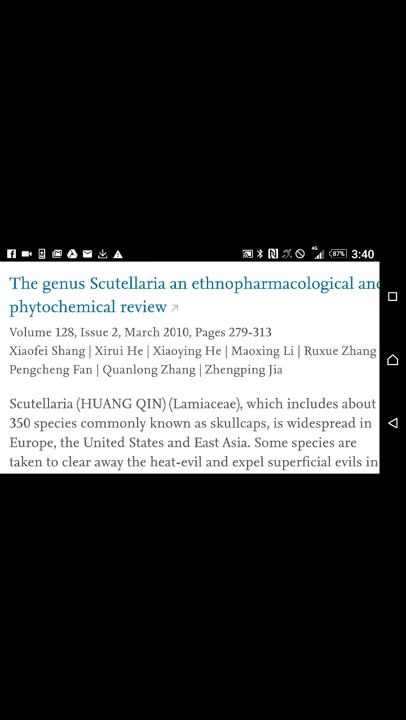 4G 87% 3:40
The genus Scutellaria an ethnopharmacological and
phytochemical review
Volume 128, Issue 2, March 2010, Pages 279-313
Xiaofei Shang | Xirui He | Xiaoying He | Maoxing Li | Ruxue Zhang
Pengcheng Fan | Quanlong Zhang | Zhengping Jia
Scutellaria (HUANG QIN) (Lamiaceae), which includes about
350 species commonly known as skullcaps, is widespread in
Europe, the United States and East Asia. Some species are
taken to clear away the heat-evil and expel superficial evils in